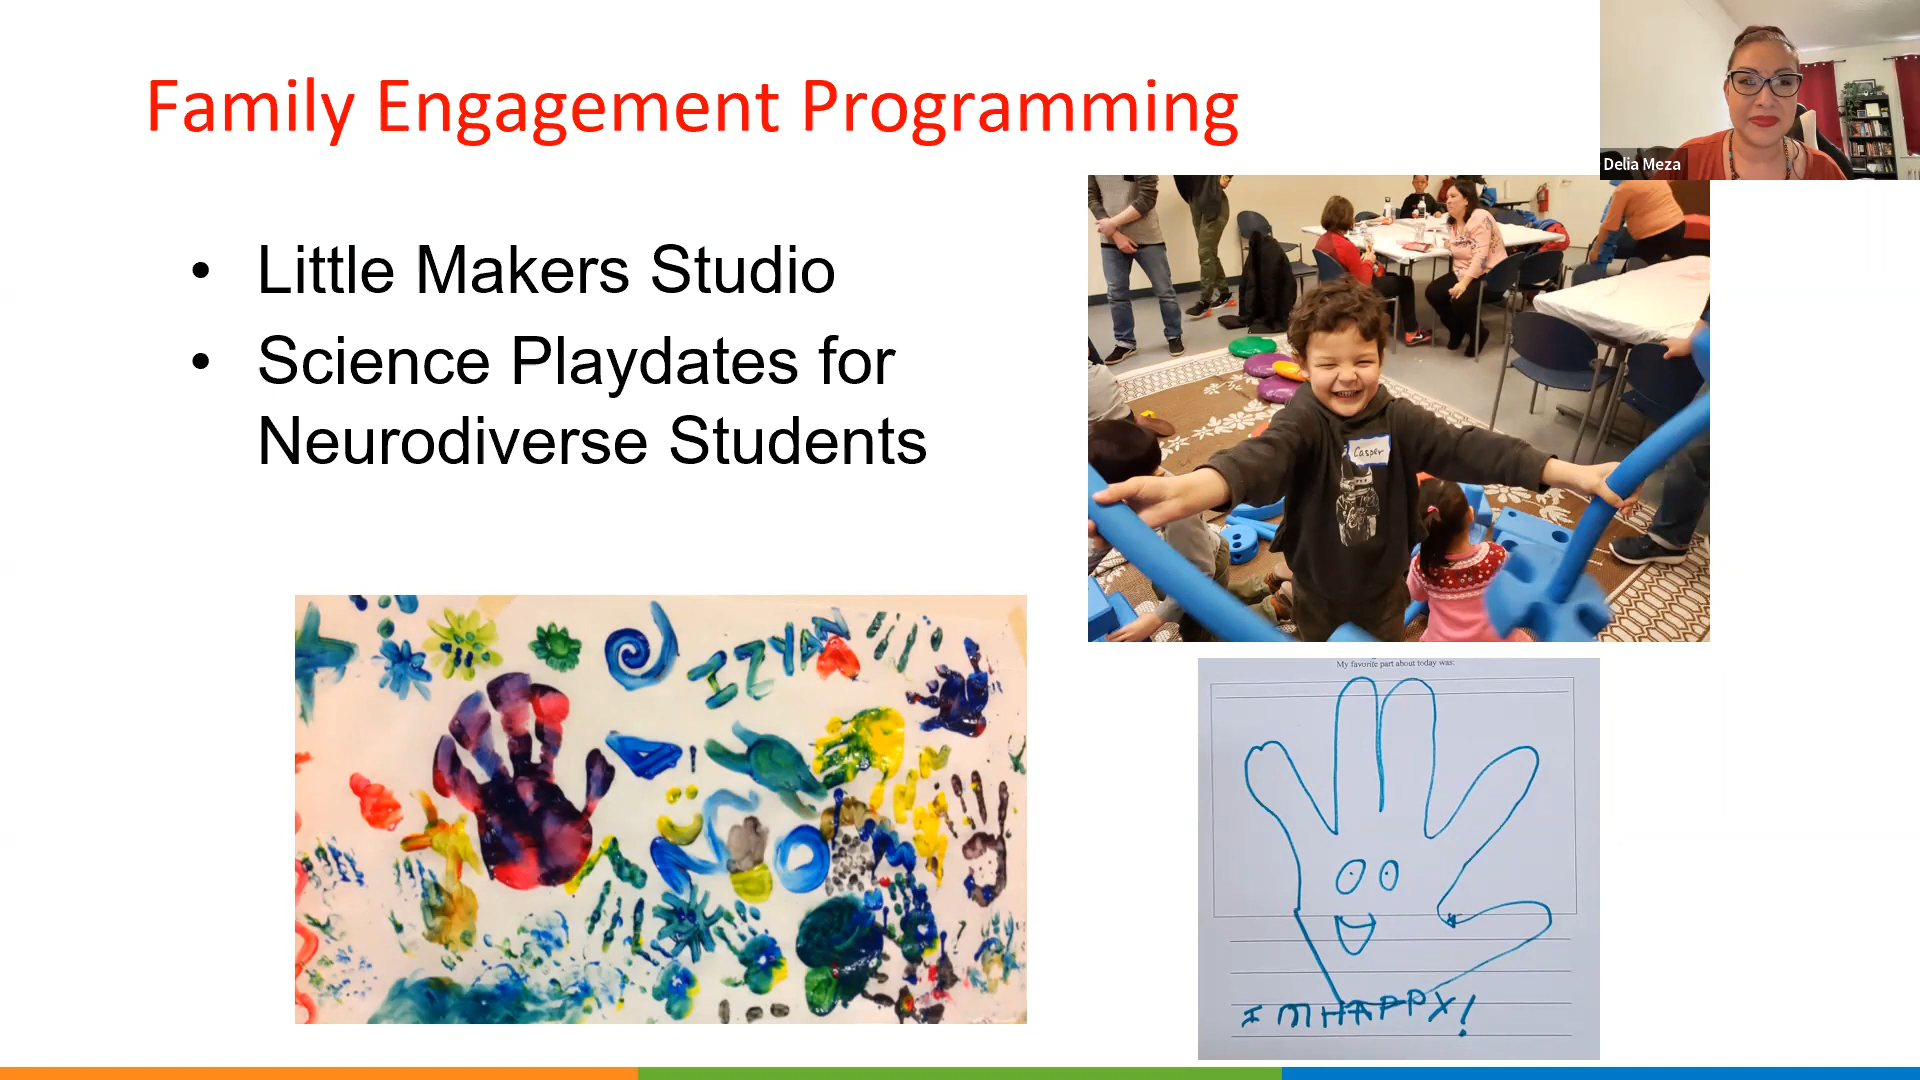 Family Engagement Programming
Delia Meza
• Little Makers Studio
• Science Playdates for
Neurodiverse Students
Casper
IZYAN
My favorite part about today was:
I M HAPPY!